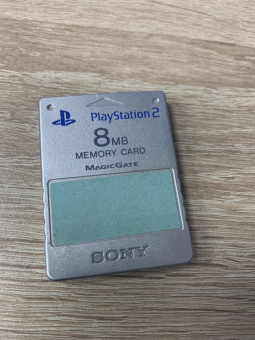 PlayStation 2
8MB
MEMORY CARD
MAGICGATE
SONY